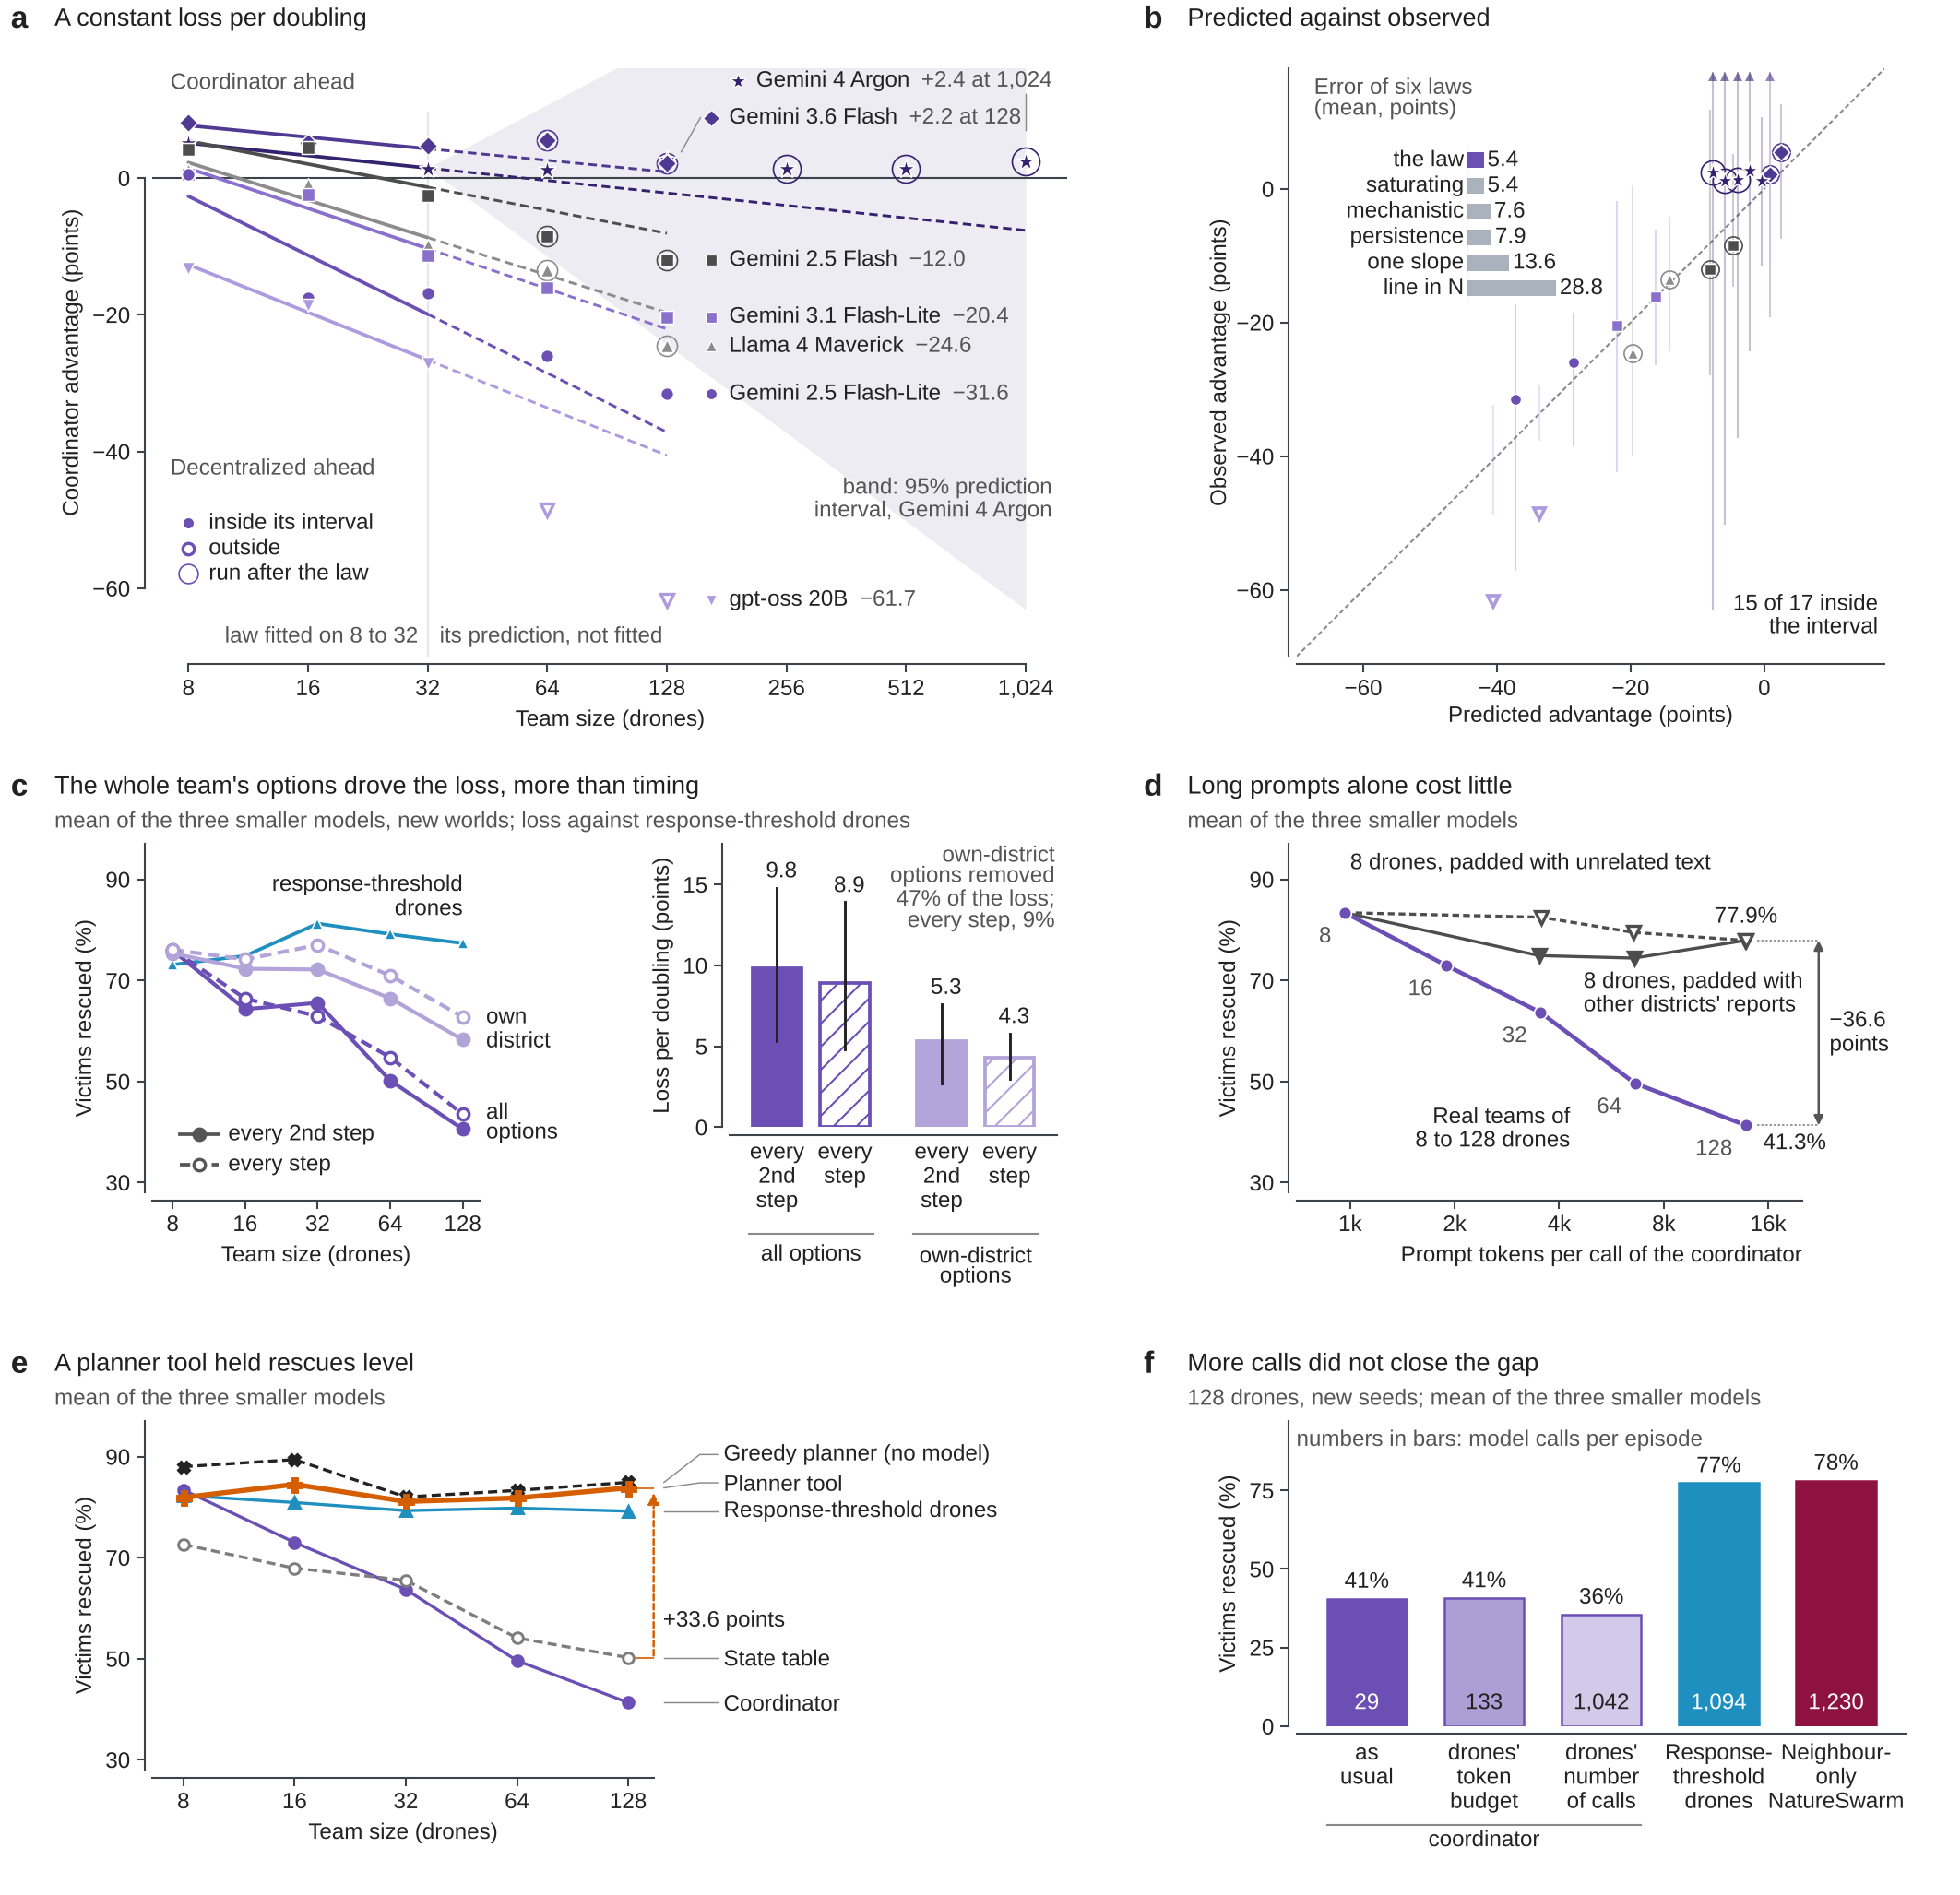 a A constant loss per doubling
Coordinator ahead
Gemini 4 Argon +2.4 at 1,024
Gemini 3.6 Flash +2.2 at 128
Gemini 2.5 Flash −12.0
Gemini 3.1 Flash-Lite −20.4
Llama 4 Maverick −24.6
Gemini 2.5 Flash-Lite −31.6
gpt-oss 20B −61.7
Decentralized ahead
inside its interval
outside
run after the law
band: 95% prediction
interval, Gemini 4 Argon
law fitted on 8 to 32
its prediction, not fitted
Coordinator advantage (points)
0
−20
−40
−60
8 16 32 64 128 256 512 1,024
Team size (drones)
b Predicted against observed
Error of six laws
(mean, points)
the law 5.4
saturating 5.4
mechanistic 7.6
persistence 7.9
one slope 13.6
line in N 28.8
15 of 17 inside
the interval
Observed advantage (points)
0
−20
−40
−60
−60 −40 −20 0
Predicted advantage (points)
c The whole team's options drove the loss, more than timing
mean of the three smaller models, new worlds; loss against response-threshold drones
Victims rescued (%)
90
70
50
30
response-threshold
drones
own
district
all
options
every 2nd step
every step
8 16 32 64 128
Team size (drones)
Loss per doubling (points)
15
10
5
0
9.8
8.9
5.3
4.3
own-district
options removed
47% of the loss;
every step, 9%
every
2nd
step
every
step
every
2nd
step
every
step
all options
own-district
options
d Long prompts alone cost little
mean of the three smaller models
Victims rescued (%)
90
70
50
30
8 drones, padded with unrelated text
77.9%
8 drones, padded with
other districts' reports
−36.6
points
8
16
32
64
128
41.3%
Real teams of
8 to 128 drones
1k 2k 4k 8k 16k
Prompt tokens per call of the coordinator
e A planner tool held rescues level
mean of the three smaller models
Victims rescued (%)
90
70
50
30
Greedy planner (no model)
Planner tool
Response-threshold drones
+33.6 points
State table
Coordinator
8 16 32 64 128
Team size (drones)
f More calls did not close the gap
128 drones, new seeds; mean of the three smaller models
numbers in bars: model calls per episode
Victims rescued (%)
75
50
25
0
41% 41% 36% 77% 78%
29 133 1,042 1,094 1,230
as
usual
drones'
token
budget
drones'
number
of calls
Response-
threshold
drones
Neighbour-
only
NatureSwarm
coordinator